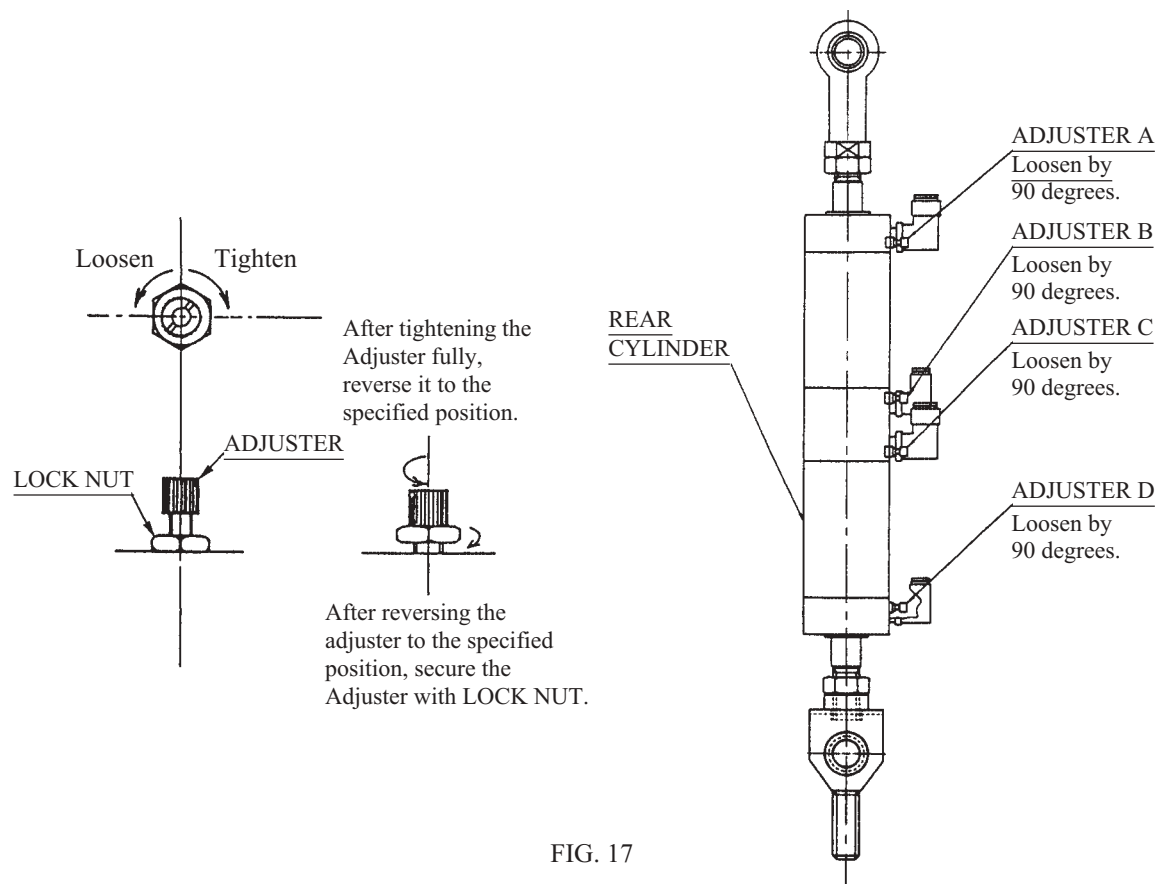 Loosen Tighten
After tightening the
Adjuster fully,
reverse it to the
specified position.
ADJUSTER
LOCK NUT
After reversing the
adjuster to the specified
position, secure the
Adjuster with LOCK NUT.
REAR
CYLINDER
ADJUSTER A
Loosen by
90 degrees.
ADJUSTER B
Loosen by
90 degrees.
ADJUSTER C
Loosen by
90 degrees.
ADJUSTER D
Loosen by
90 degrees.
FIG. 17